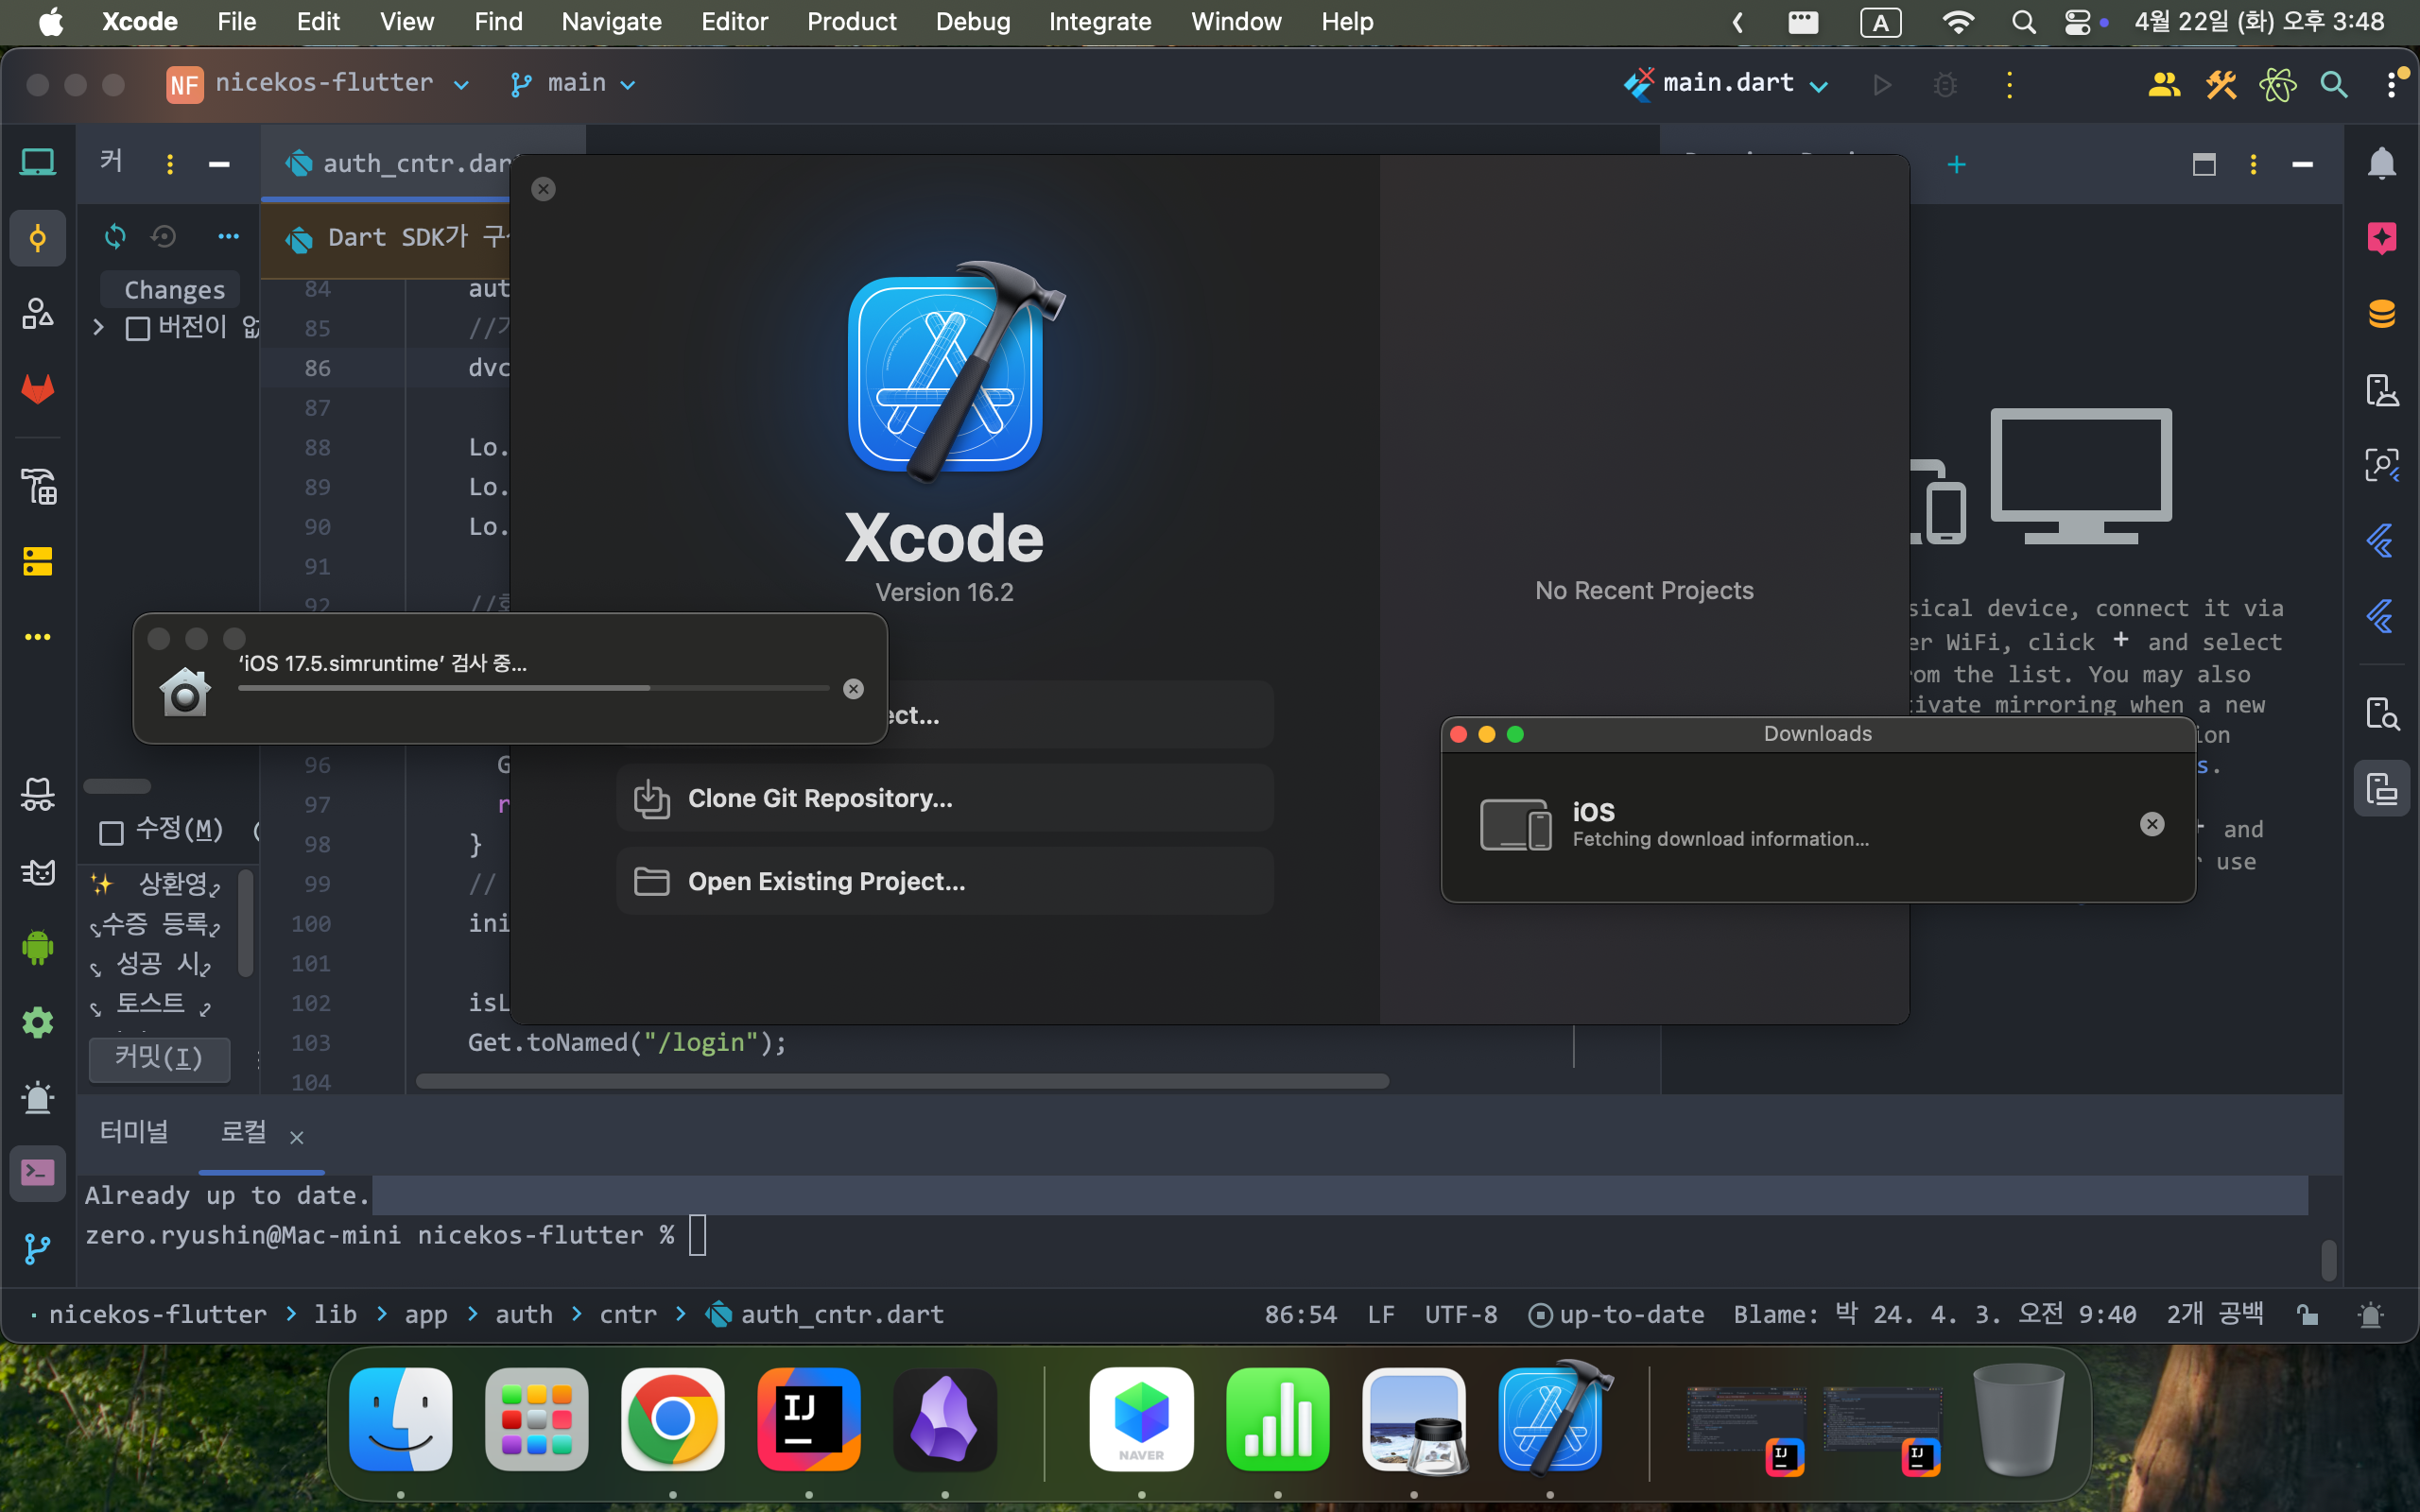 Xcode File Edit View Find Navigate Editor Product Debug Integrate Window Help A 4월 22일 (화) 오후 3:48
NF nicekos-flutter main main.dart
커
auth_cntr.dart
Dart SDK가
Changes
버전이
수정(M)
✨ 상환영
수증 등록
성공 시
토스트
커밋(I)
84 aut
85 //
86 dvc
87
88 Lo.
89 Lo.
90 Lo.
91
92 //
96 G
97 r
98 }
99 //
100 ini
101
102 isL
103 Get.toNamed("/login");
104
Xcode
Version 16.2
ect...
Clone Git Repository...
Open Existing Project...
No Recent Projects
'iOS 17.5.simruntime' 검사 중...
Downloads
iOS
Fetching download information...
sical device, connect it via
er WiFi, click + and select
om the list. You may also
tivate mirroring when a new
ion
s.
+ and
r use
터미널 로컬
Already up to date.
zero.ryushin@Mac-mini nicekos-flutter %
nicekos-flutter > lib > app > auth > cntr > auth_cntr.dart 86:54 LF UTF-8 up-to-date Blame: 박 24. 4. 3. 오전 9:40 2개 공백
IJ NAVER IJ IJ